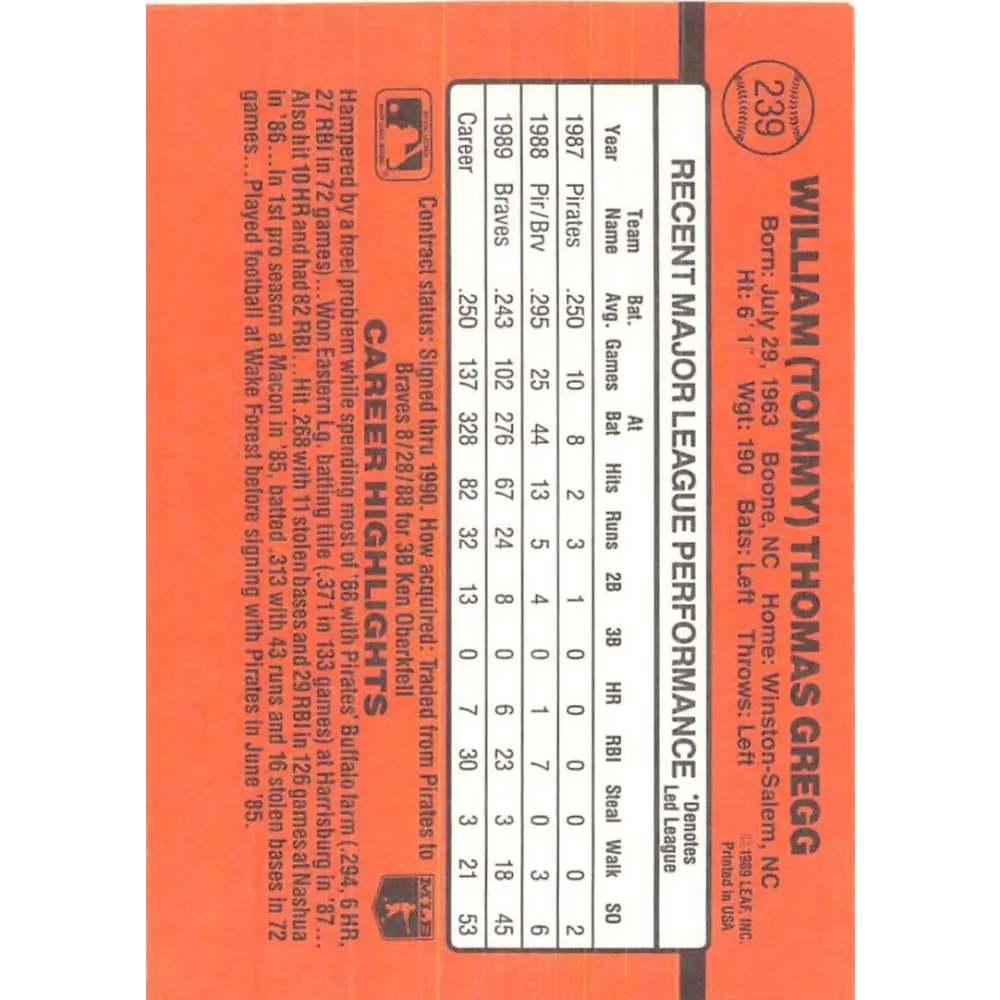 239
WILLIAM (TOMMY) THOMAS GREGG
Born: July 29, 1963 Boone, NC Home: Winston-Salem, NC
Ht: 6' 1" Wgt: 190 Bats: Left Throws: Left
© 1989 LEAF, INC.
Printed in USA
RECENT MAJOR LEAGUE PERFORMANCE *Denotes Led League
Year Team Name Bat. Avg. Games At Bat Hits Runs 2B 3B HR RBI Steal Walk SO
1987 Pirates .250 10 8 2 3 1 0 0 0 0 0 2
1988 Pir/Brv .295 25 44 13 5 4 0 1 7 0 3 6
1989 Braves .243 102 276 67 24 8 0 6 23 3 18 45
Career .250 137 328 82 32 13 0 7 30 3 21 53
Contract status: Signed thru 1990. How acquired: Traded from Pirates to
Braves 8/28/88 for 3B Ken Oberkfell
MLB
CAREER HIGHLIGHTS
Hampered by a heel problem while spending most of '88 with Pirates' Buffalo farm (.294, 6 HR,
27 RBI in 72 games)...Won Eastern Lg. batting title (.371 in 133 games) at Harrisburg in '87...
Also hit 10 HR and had 82 RBI...Hit .268 with 11 stolen bases and 29 RBI in 126 games at Nashua
in '86...In 1st pro season at Macon in '85, batted .313 with 43 runs and 16 stolen bases in 72
games...Played football at Wake Forest before signing with Pirates in June '85.